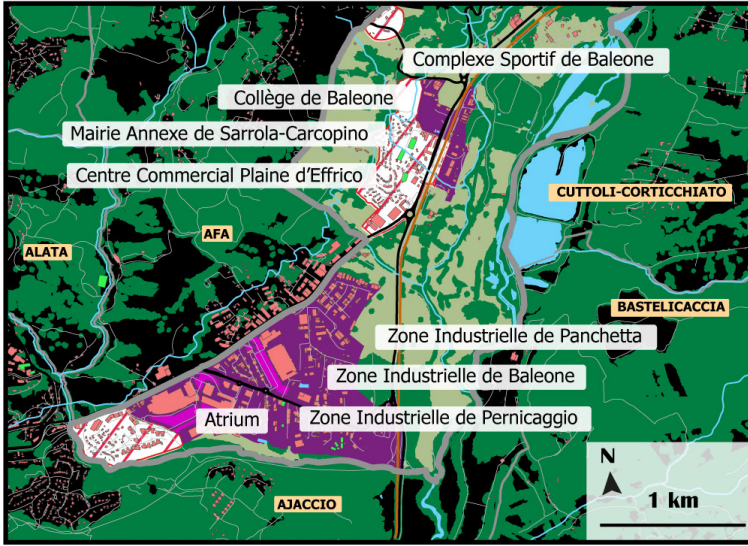 Complexe Sportif de Baleone
Collège de Baleone
Mairie Annexe de Sarrola-Carcopino
Centre Commercial Plaine d'Effrico
CUTTOLI-CORTICCHIATO
AFA
ALATA
BASTELICACCIA
Zone Industrielle de Panchetta
Zone Industrielle de Baleone
Atrium
Zone Industrielle de Pernicaggio
AJACCIO
N
1 km